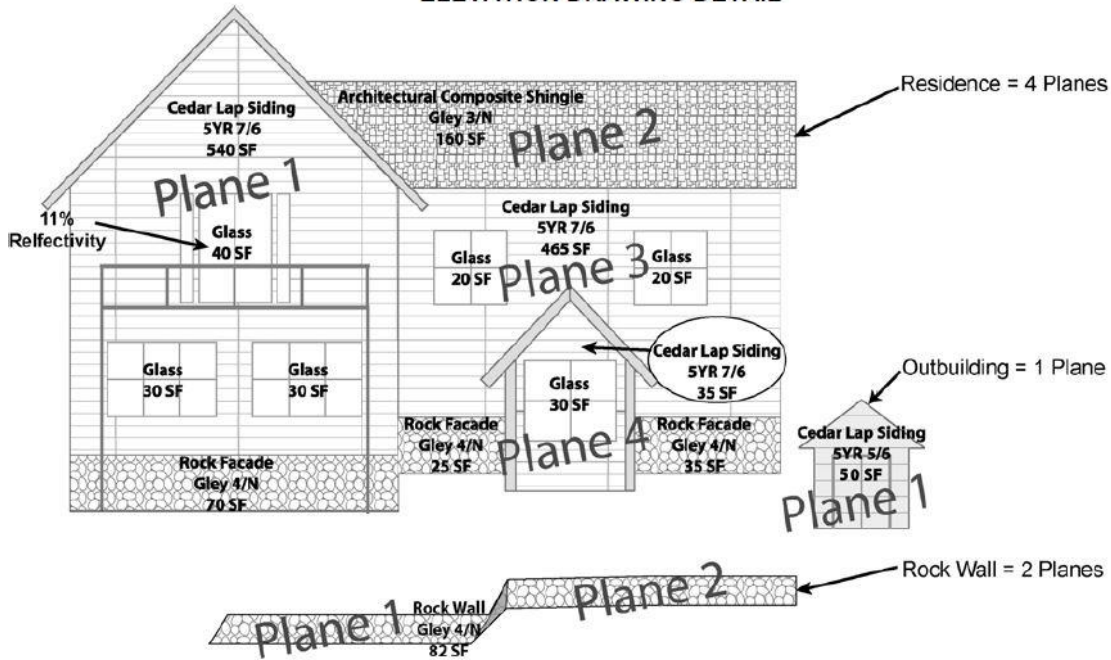 Residence = 4 Planes
Architectural Composite Shingle
Gley 3/N
160 SF
Plane 2
Cedar Lap Siding
5YR 7/6
540 SF
Plane 1
11%
Relfectivity
Glass
40 SF
Cedar Lap Siding
5YR 7/6
465 SF
Plane 3
Glass
20 SF
Glass
20 SF
Glass
30 SF
Glass
30 SF
Cedar Lap Siding
5YR 7/6
35 SF
Glass
30 SF
Plane 4
Outbuilding = 1 Plane
Rock Facade
Gley 4/N
25 SF
Rock Facade
Gley 4/N
35 SF
Cedar Lap Siding
5YR 5/6
50 SF
Plane 1
Rock Facade
Gley 4/N
70 SF
Rock Wall = 2 Planes
Plane 2
Plane 1
Rock Wall
Gley 4/N
82 SF